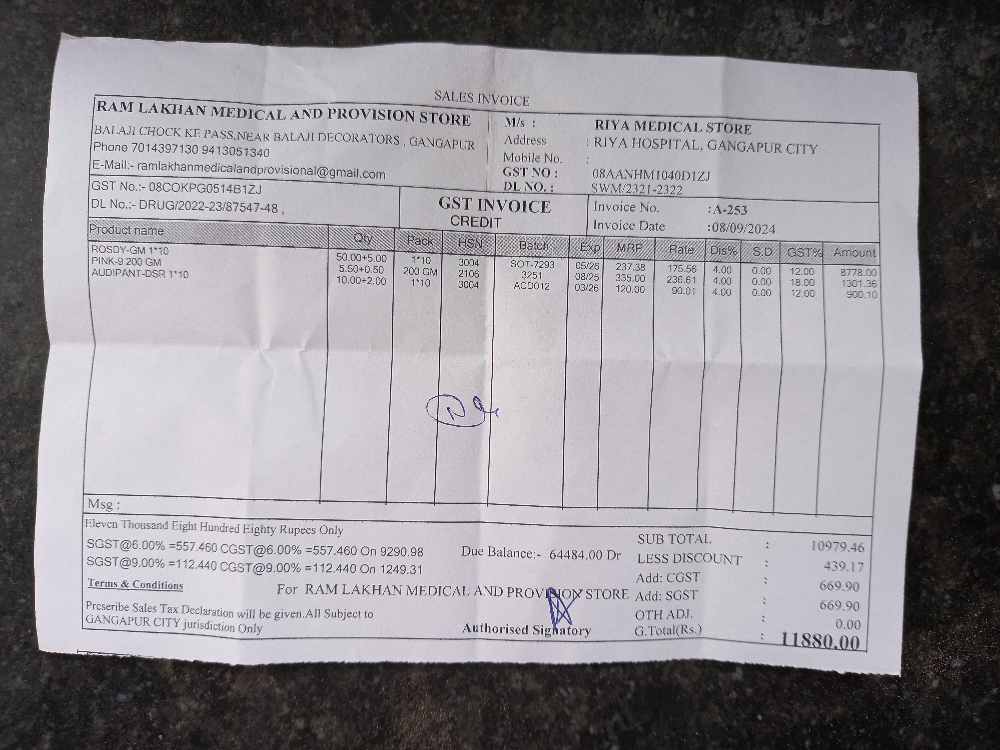 SALES INVOICE
RAM LAKHAN MEDICAL AND PROVISION STORE
BALAJI CHOCK KE PASS,NEAR BALAJI DECORATORS , GANGAPUR
Phone 7014397130 9413051340
E-Mail:- ramlakhanmedicalandprovisional@gmail.com
GST No.:- 08COKPG0514B1ZJ
DL No.:- DRUG/2022-23/87547-48 ,
M/s : RIYA MEDICAL STORE
Address : RIYA HOSPITAL, GANGAPUR CITY
Mobile No. :
GST NO : 08AANHM1040D1ZJ
DL NO. : SWM/2321-2322
GST INVOICE
CREDIT
Invoice No. :A-253
Invoice Date :08/09/2024
Product name Qty Pack HSN Batch Exp MRP Rate Dis% S.D GST% Amount
ROSDY-GM 1*10 50.00+5.00 1*10 3004 SOT-7293 05/26 237.38 175.56 4.00 0.00 12.00 8778.00
PINK-9 200 GM 5.50+0.50 200 GM 2106 3251 08/25 335.00 236.61 4.00 0.00 18.00 1301.36
AUDIPANT-DSR 1*10 10.00+2.00 1*10 3004 ACD012 03/26 120.00 90.01 4.00 0.00 12.00 900.10
Msg :
Eleven Thousand Eight Hundred Eighty Rupees Only
SGST@6.00% =557.460 CGST@6.00% =557.460 On 9290.98
SGST@9.00% =112.440 CGST@9.00% =112.440 On 1249.31
Due Balance:- 64484.00 Dr
Terms & Conditions
Prescribe Sales Tax Declaration will be given.All Subject to
GANGAPUR CITY jurisdiction Only
For RAM LAKHAN MEDICAL AND PROVISION STORE
Authorised Signatory
SUB TOTAL : 10979.46
LESS DISCOUNT : 439.17
Add: CGST : 669.90
Add: SGST : 669.90
OTH ADJ. : 0.00
G.Total(Rs.) : 11880.00